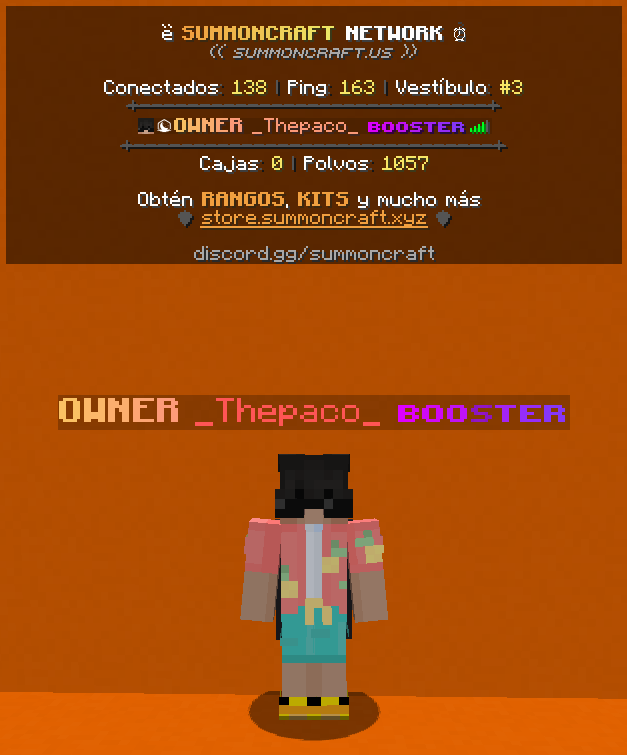 ë SUMMONCRAFT NETWORK
(( SUMMONCRAFT.US ))
Conectados: 138 | Ping: 163 | Vestíbulo: #3
OWNER _Thepaco_ BOOSTER
Cajas: 0 | Polvos: 1057
Obtén RANGOS, KITS y mucho más
store.summoncraft.xyz
discord.gg/summoncraft
OWNER _Thepaco_ BOOSTER